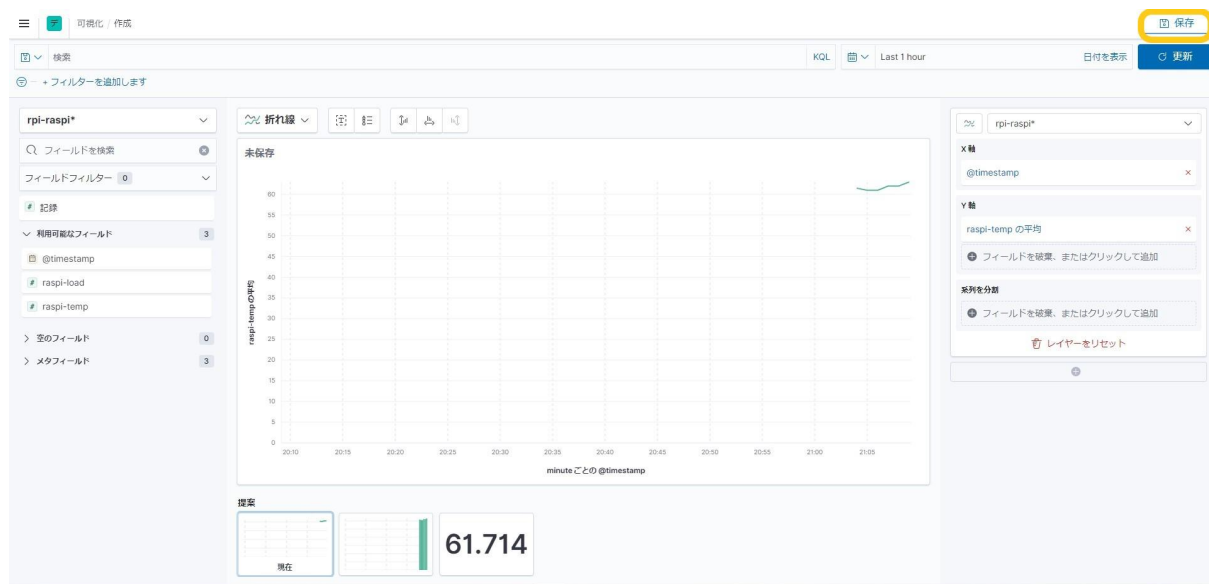 デ 可視化 / 作成 保存
検索 KQL Last 1 hour 日付を表示 更新
+ フィルターを追加します
rpi-raspi*
フィールドを検索
フィールドフィルター 0
# 記録
利用可能なフィールド 3
@timestamp
# raspi-load
# raspi-temp
空のフィールド 0
メタフィールド 3
折れ線
未保存
60
55
50
45
40
35
30
25
20
15
10
5
0
raspi-temp の平均
20:10 20:15 20:20 20:25 20:30 20:35 20:40 20:45 20:50 20:55 21:00 21:05
minute ごとの @timestamp
提案
現在
61.714
rpi-raspi*
X 軸
@timestamp ×
Y 軸
raspi-temp の平均 ×
フィールドを破棄、またはクリックして追加
系列を分割
フィールドを破棄、またはクリックして追加
レイヤーをリセット